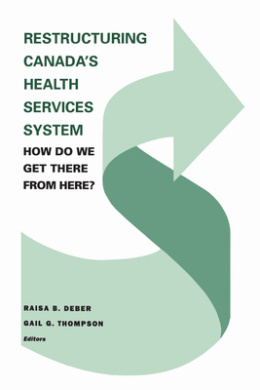 RESTRUCTURING
CANADA'S
HEALTH
SERVICES
SYSTEM
HOW DO WE
GET THERE
FROM HERE?
RAISA B. DEBER
GAIL G. THOMPSON
Editors